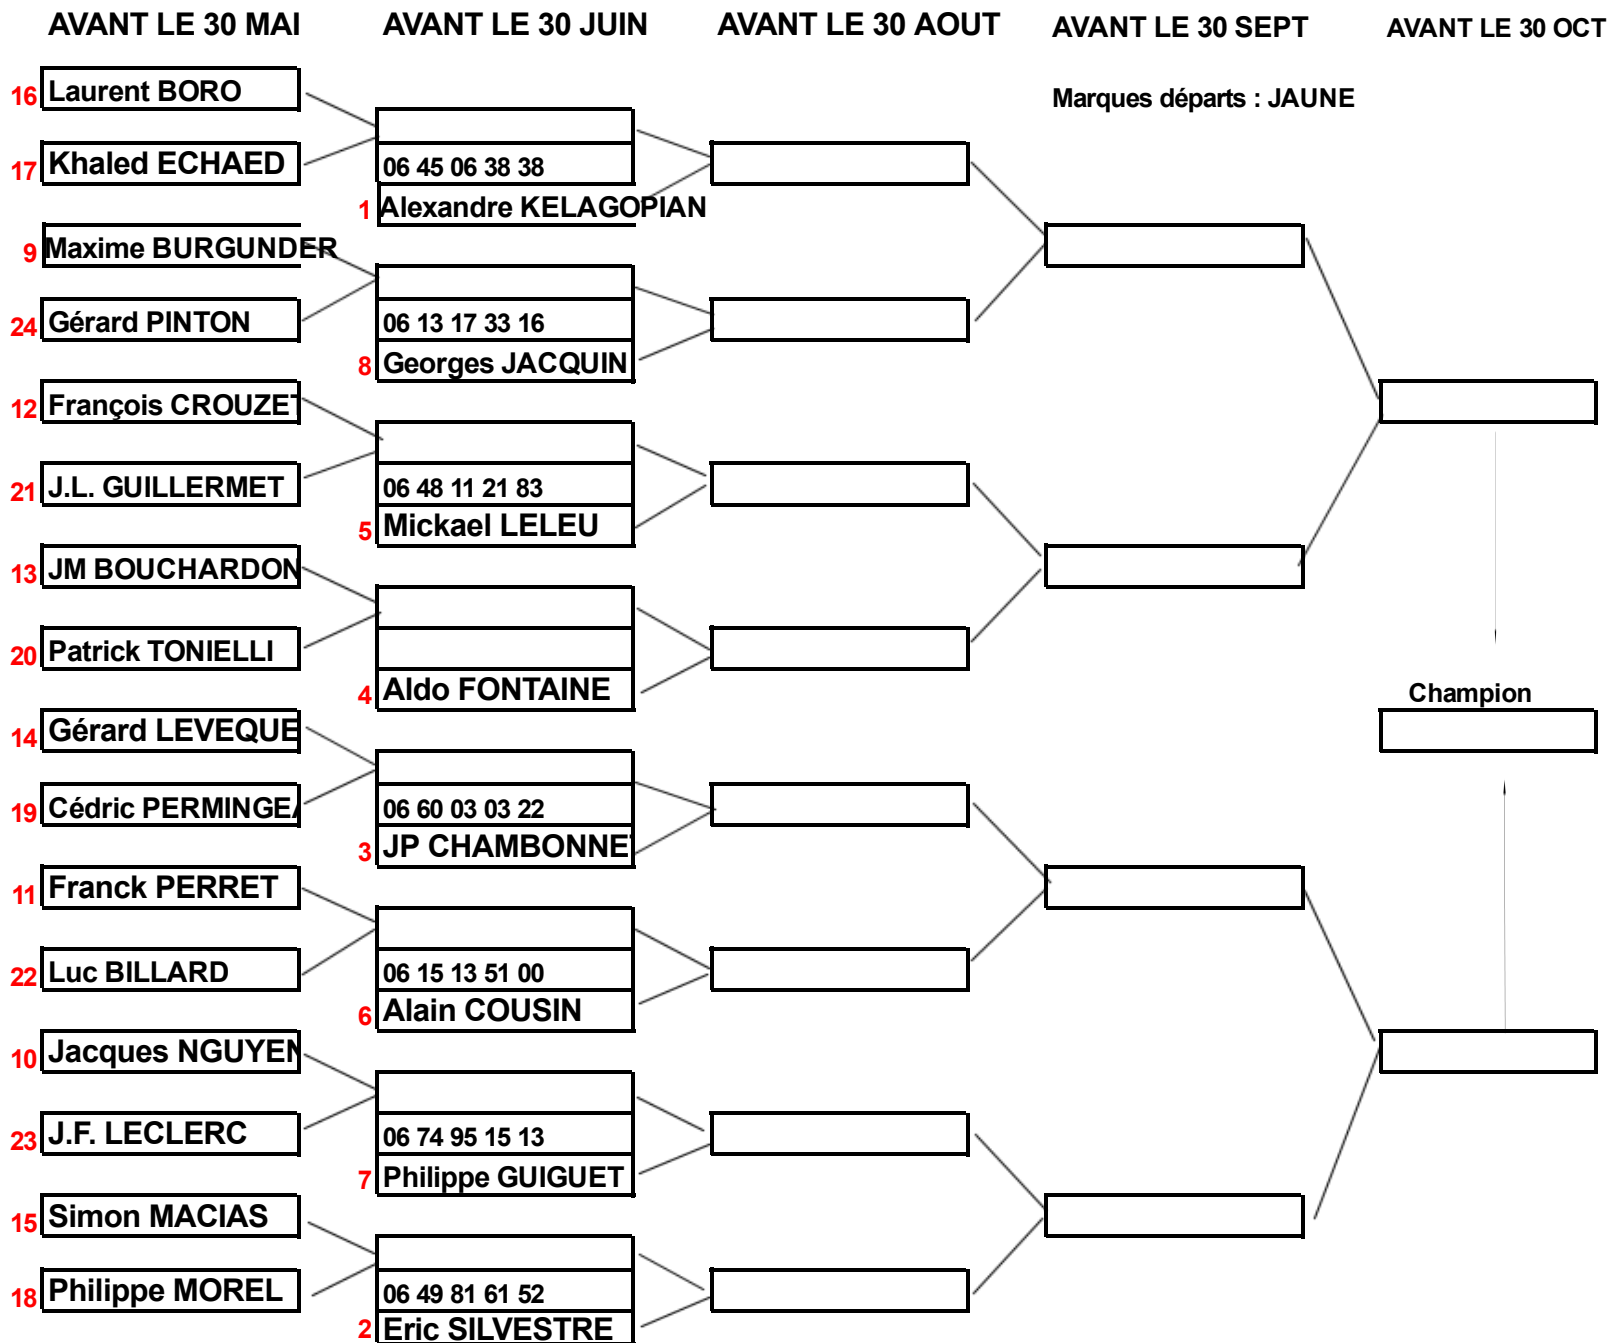 AVANT LE 30 MAI AVANT LE 30 JUIN AVANT LE 30 AOUT AVANT LE 30 SEPT AVANT LE 30 OCT
16 Laurent BORO
Marques départs : JAUNE
17 Khaled ECHAED
06 45 06 38 38
1 Alexandre KELAGOPIAN
9 Maxime BURGUNDER
24 Gérard PINTON
06 13 17 33 16
8 Georges JACQUIN
12 François CROUZET
21 J.L. GUILLERMET
06 48 11 21 83
5 Mickael LELEU
13 JM BOUCHARDON
20 Patrick TONIELLI
4 Aldo FONTAINE
Champion
14 Gérard LEVEQUE
19 Cédric PERMINGEA
06 60 03 03 22
3 JP CHAMBONNET
11 Franck PERRET
22 Luc BILLARD
06 15 13 51 00
6 Alain COUSIN
10 Jacques NGUYEN
23 J.F. LECLERC
06 74 95 15 13
7 Philippe GUIGUET
15 Simon MACIAS
18 Philippe MOREL
06 49 81 61 52
2 Eric SILVESTRE